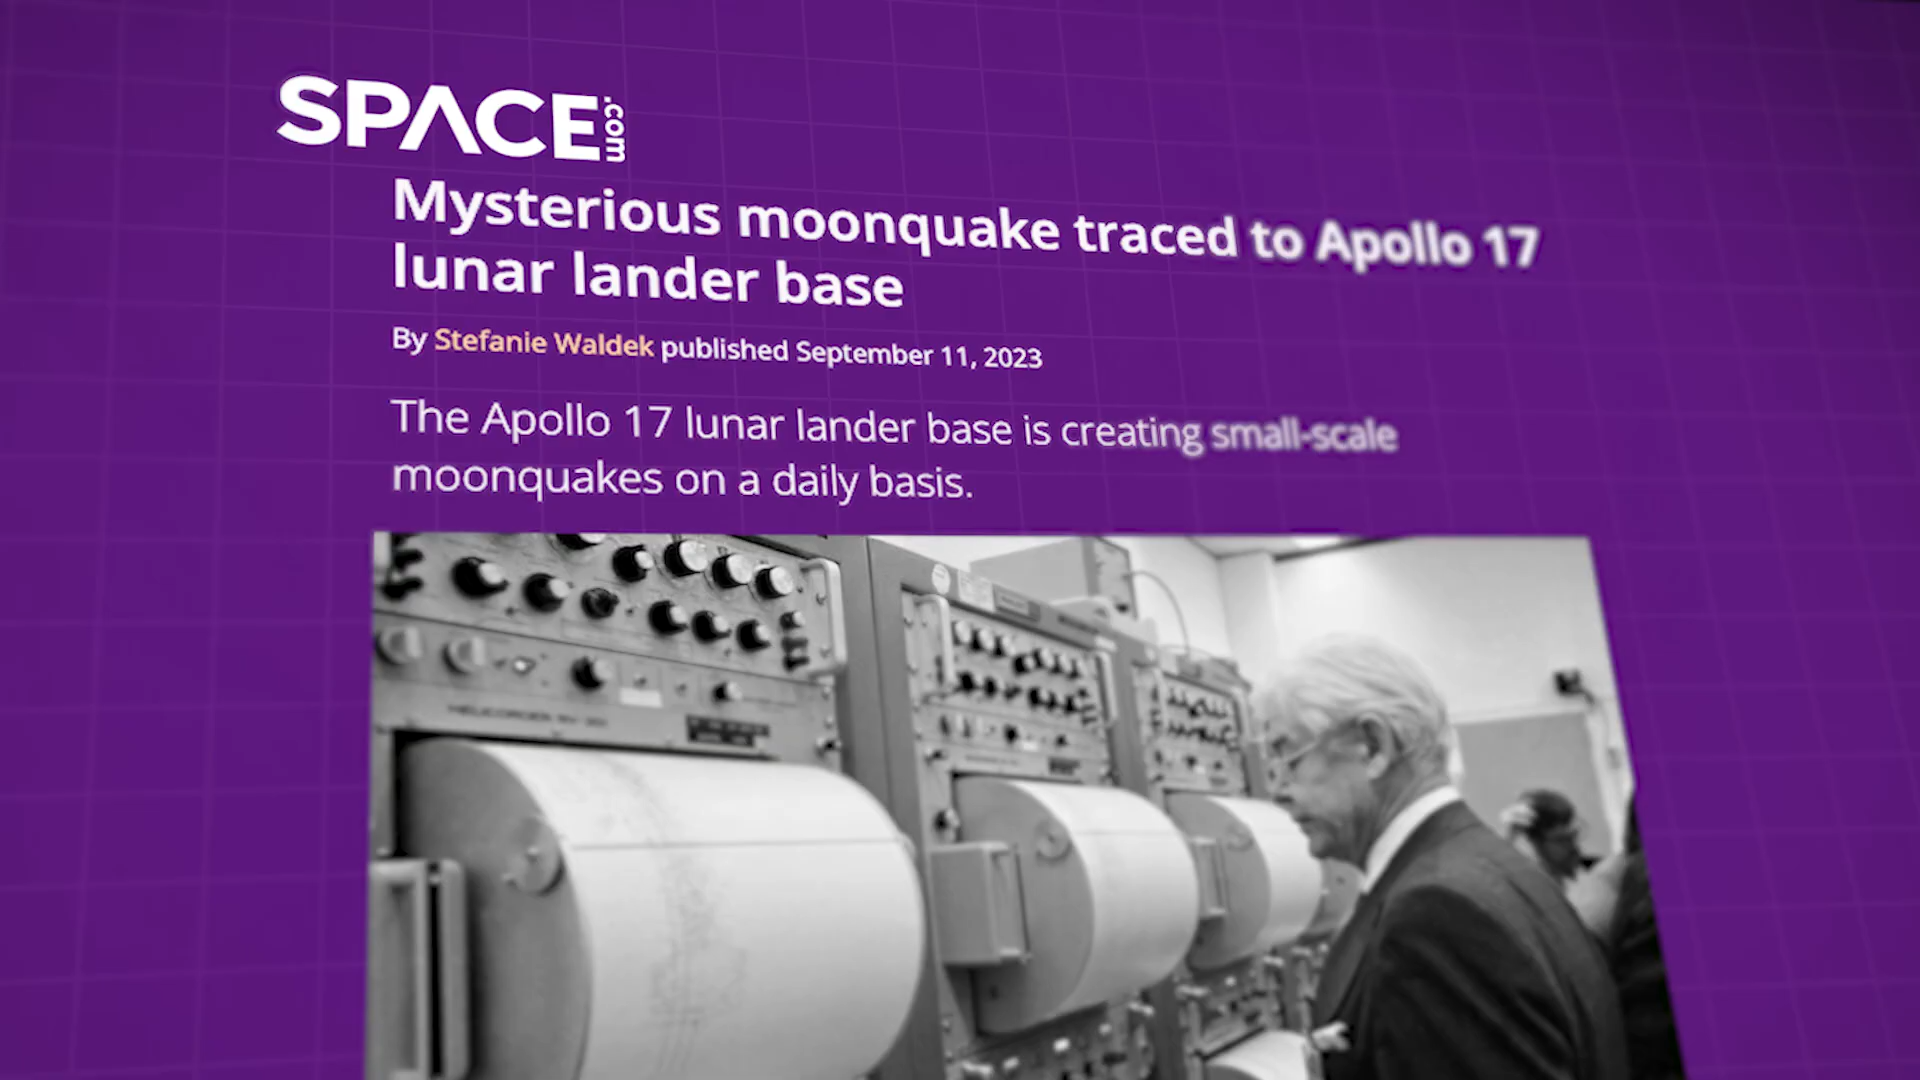 SPACE.com
Mysterious moonquake traced to Apollo 17
lunar lander base
By Stefanie Waldek published September 11, 2023
The Apollo 17 lunar lander base is creating small-scale
moonquakes on a daily basis.